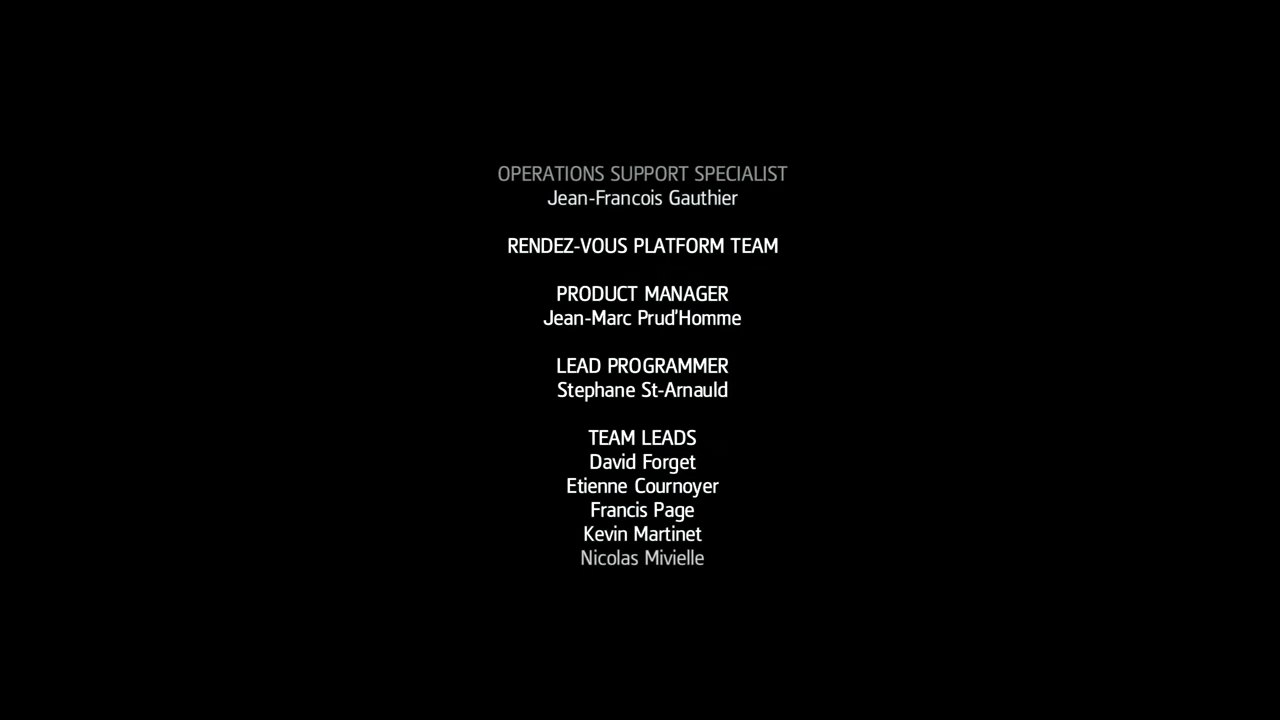 OPERATIONS SUPPORT SPECIALIST
Jean-Francois Gauthier
RENDEZ-VOUS PLATFORM TEAM
PRODUCT MANAGER
Jean-Marc Prud'Homme
LEAD PROGRAMMER
Stephane St-Arnauld
TEAM LEADS
David Forget
Etienne Cournoyer
Francis Page
Kevin Martinet
Nicolas Mivielle